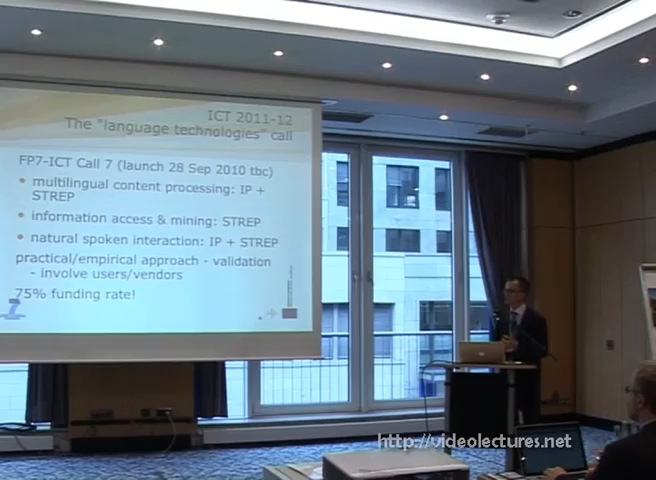 ICT 2011-12
The "language technologies" call
FP7-ICT Call 7 (launch 28 Sep 2010 tbc)
• multilingual content processing: IP +
STREP
• information access & mining: STREP
• natural spoken interaction: IP + STREP
practical/empirical approach - validation
- involve users/vendors
75% funding rate!
http://videolectures.net